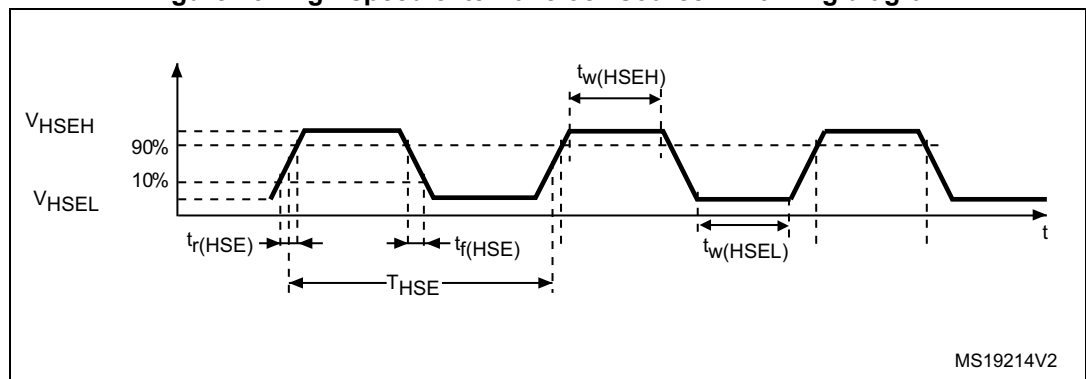 tw(HSEH)
VHSEH
90%
10%
VHSEL
tr(HSE)
tf(HSE)
tw(HSEL)
t
THSE
MS19214V2